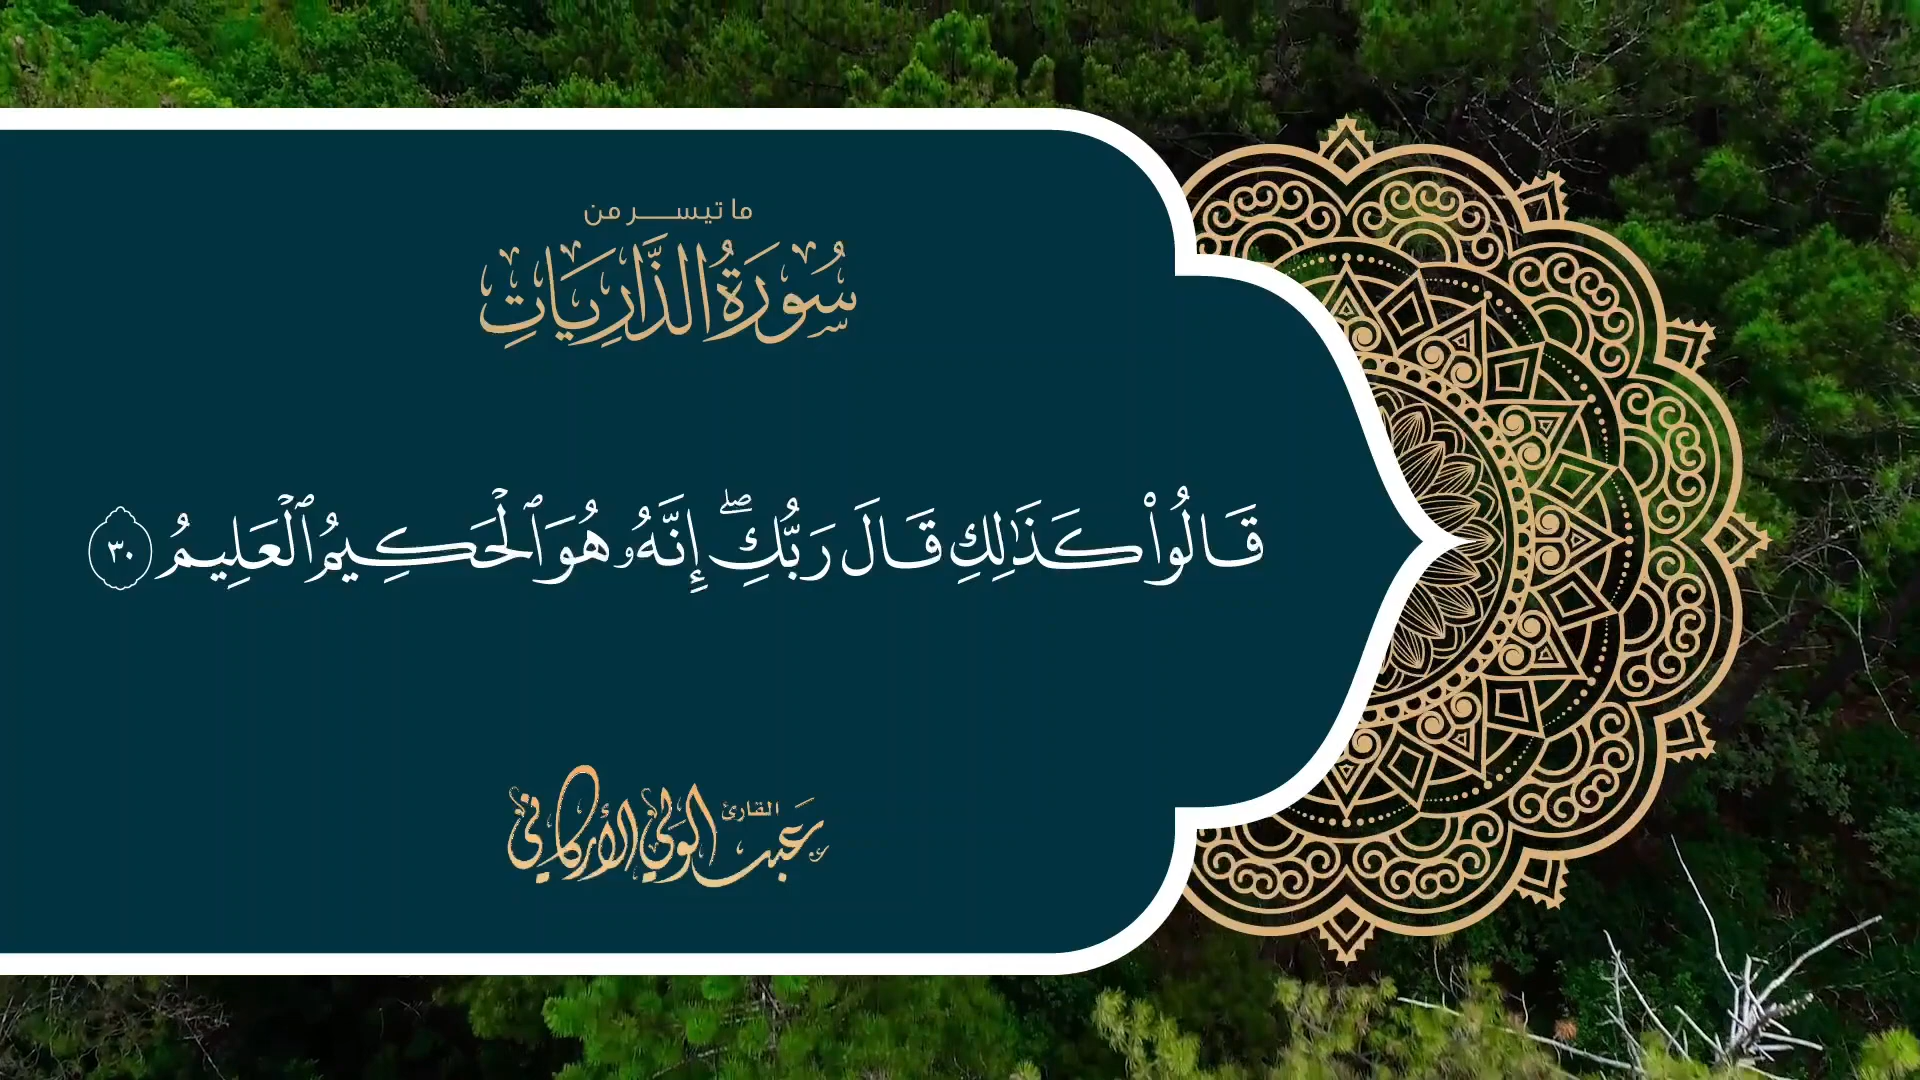 ما تيسر من
سُورَةُ الذَّارِيَاتِ
قَالُوا۟ كَذَٰلِكِ قَالَ رَبُّكِ ۖ إِنَّهُۥ هُوَ ٱلْحَكِيمُ ٱلْعَلِيمُ ٣٠
القارئ
عبد الولي الأركاني